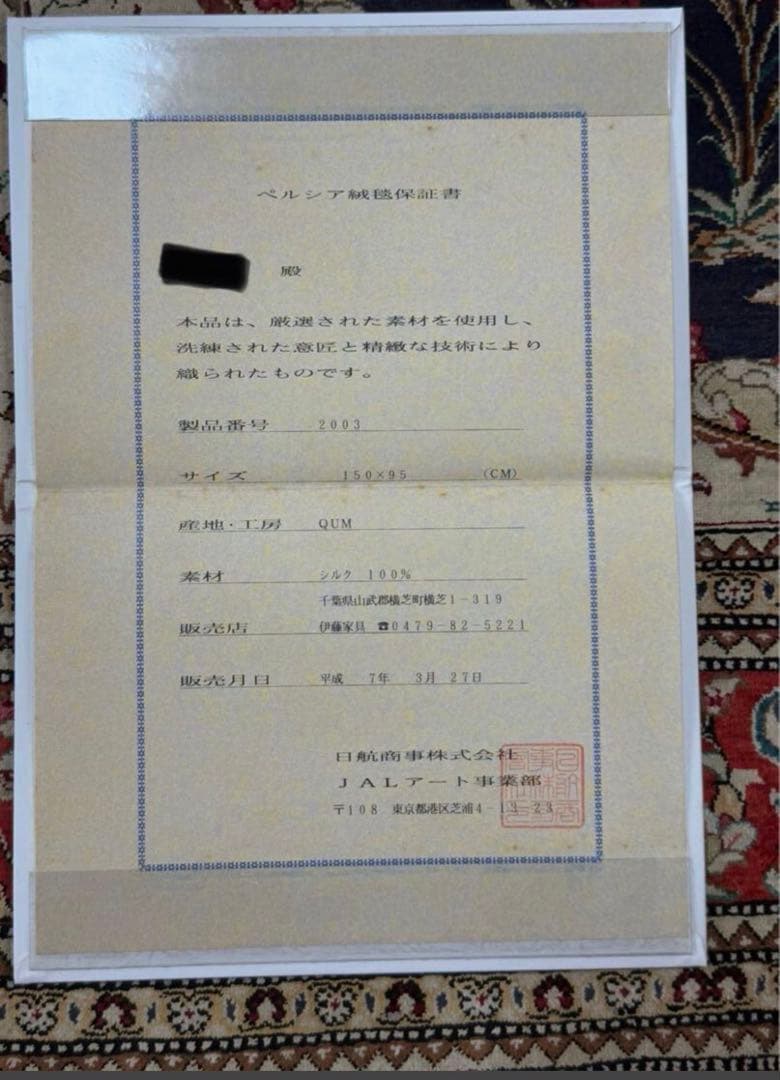 ペルシア絨毯保証書
殿
本品は、厳選された素材を使用し、
洗練された意匠と精緻な技術により
織られたものです。
製品番号 2003
サイズ 150×95 (CM)
産地・工房 QUM
素材 シルク 100%
千葉県山武郡横芝町横芝1-319
販売店 伊藤家具 ☎0479-82-5221
販売月日 平成 7年 3月 27日
日航商事株式会社
JALアート事業部
〒108 東京都港区芝浦4-13-23